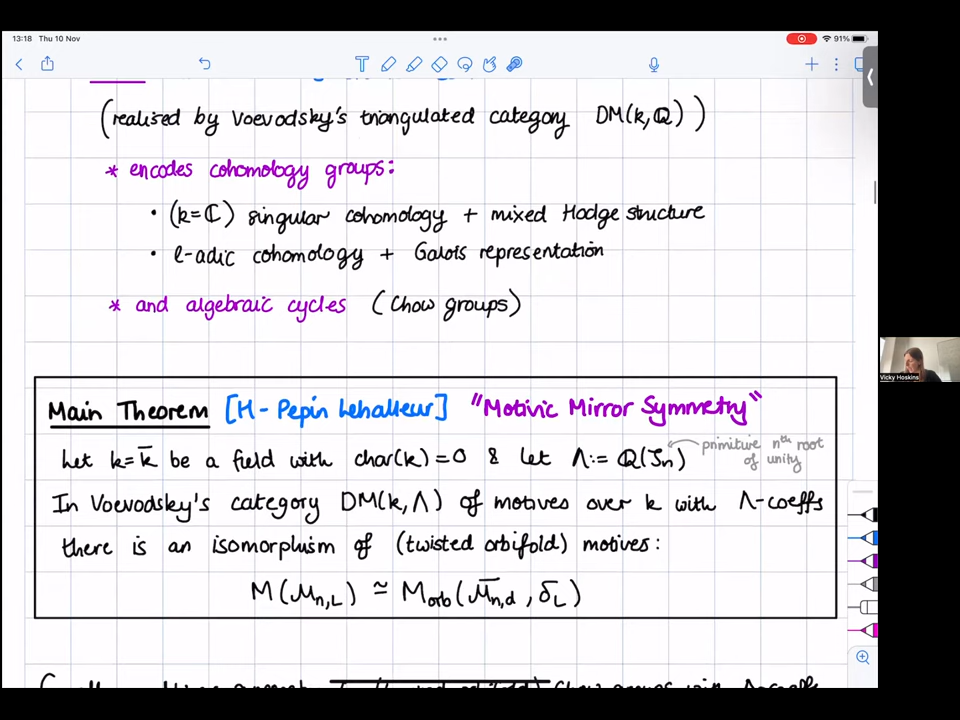 13:18 Thu 10 Nov
91%
(realised by Voevodsky's triangulated category DM(k,ℚ))
* encodes cohomology groups:
• (k=ℂ) singular cohomology + mixed Hodge structure
• ℓ-adic cohomology + Galois representation
* and algebraic cycles (Chow groups)
Main Theorem [H-Pepin Lehalleur] "Motivic Mirror Symmetry"
Let k=k̄ be a field with char(k)=0 & let Λ:=ℚ(ζn) primitive nth root of unity
In Voevodsky's category DM(k,Λ) of motives over k with Λ-coeffs
there is an isomorphism of (twisted orbifold) motives:
M(Mn,L) ≃ Morb(M̄n,d, δL)
Chow groups with
Vicky Hoskins